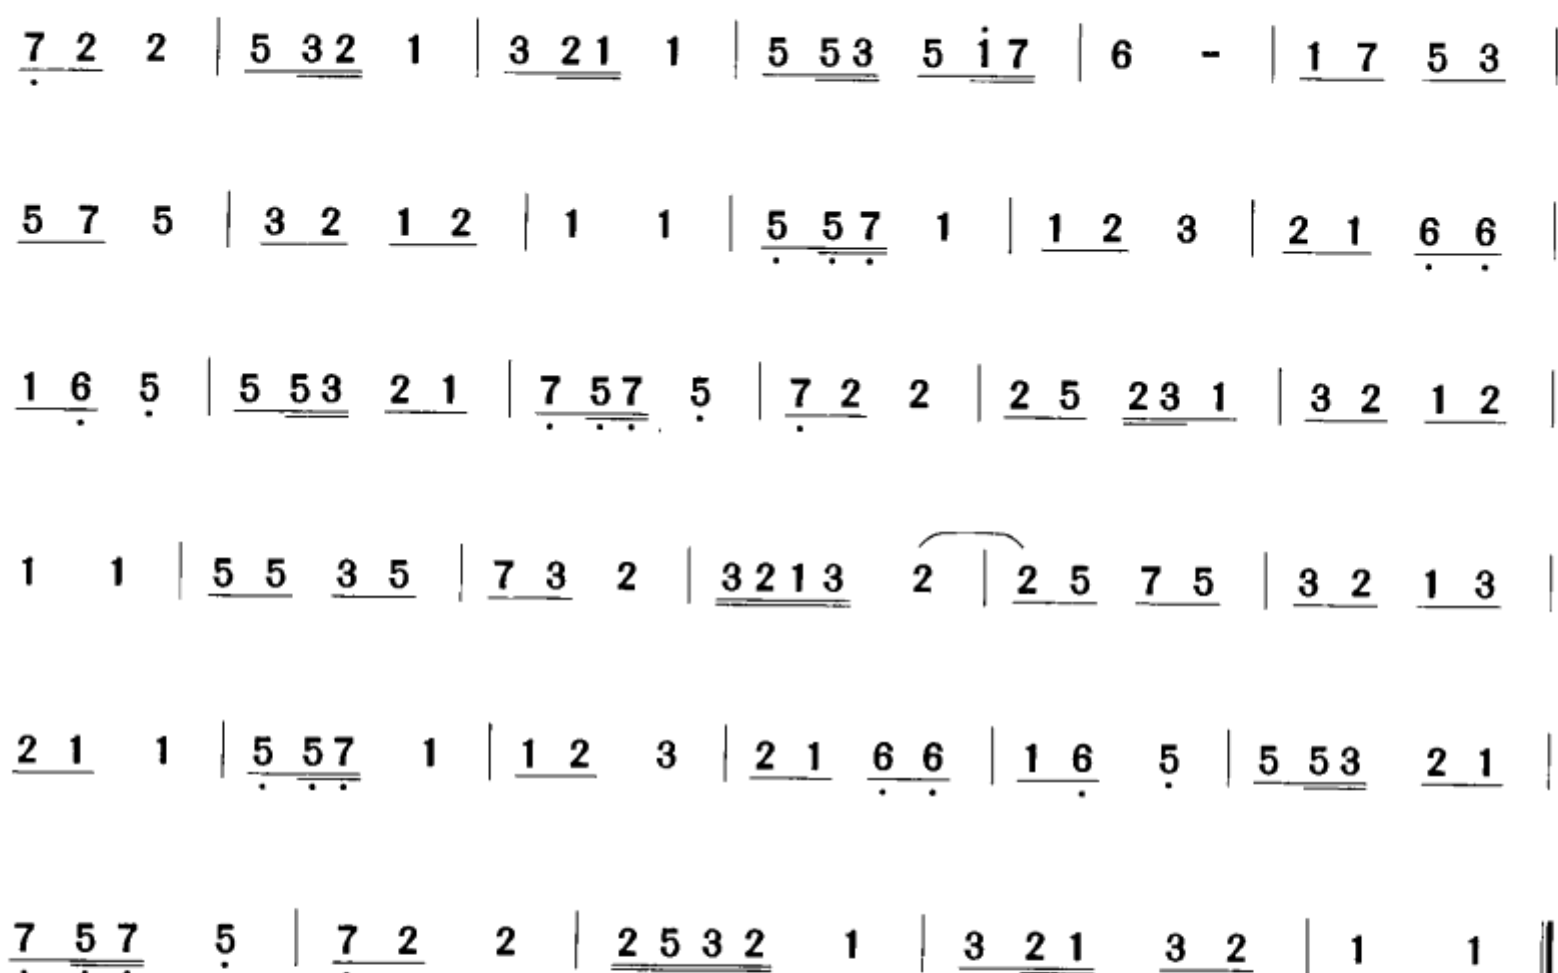 7̣ 2 2 | 5 3 2 1 | 3 2 1 1 | 5 5 3 5 1̇ 7 | 6 - | 1 7 5 3 |
5 7 5 | 3 2 1 2 | 1 1 | 5̣ 5̣ 7̣ 1 | 1 2 3 | 2 1 6̣ 6̣ |
1 6̣ 5̣ | 5 5 3 2 1 | 7̣ 5̣ 7̣ 5̣ | 7̣ 2 2 | 2 5 2 3 1 | 3 2 1 2 |
1 1 | 5 5 3 5 | 7 3 2 | 3 2 1 3 2 | 2 5 7 5 | 3 2 1 3 |
2 1 1 | 5̣ 5̣ 7̣ 1 | 1 2 3 | 2 1 6̣ 6̣ | 1 6̣ 5̣ | 5 5 3 2 1 |
7̣ 5̣ 7̣ 5̣ | 7̣ 2 2 | 2 5 3 2 1 | 3 2 1 3 2 | 1 1 ‖